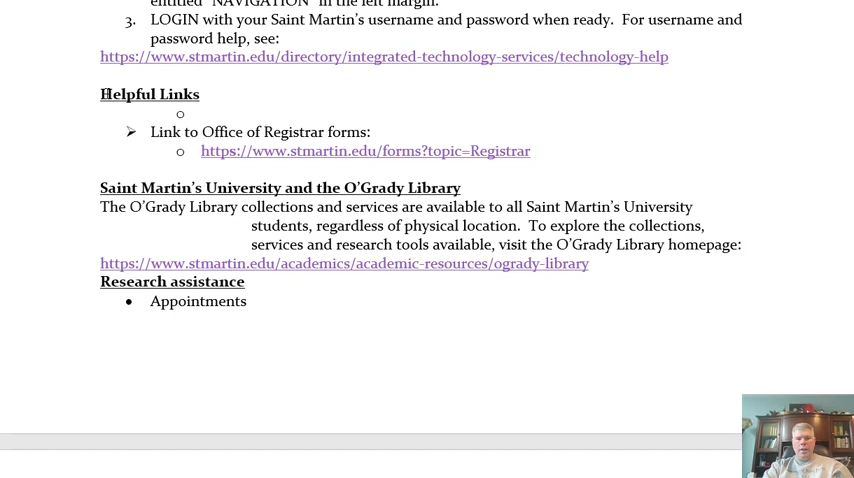 entitled "NAVIGATION" in the left margin.
3. LOGIN with your Saint Martin's username and password when ready. For username and
password help, see:
https://www.stmartin.edu/directory/integrated-technology-services/technology-help
Helpful Links
o
➢ Link to Office of Registrar forms:
o https://www.stmartin.edu/forms?topic=Registrar
Saint Martin's University and the O'Grady Library
The O'Grady Library collections and services are available to all Saint Martin's University
students, regardless of physical location. To explore the collections,
services and research tools available, visit the O'Grady Library homepage:
https://www.stmartin.edu/academics/academic-resources/ogrady-library
Research assistance
• Appointments